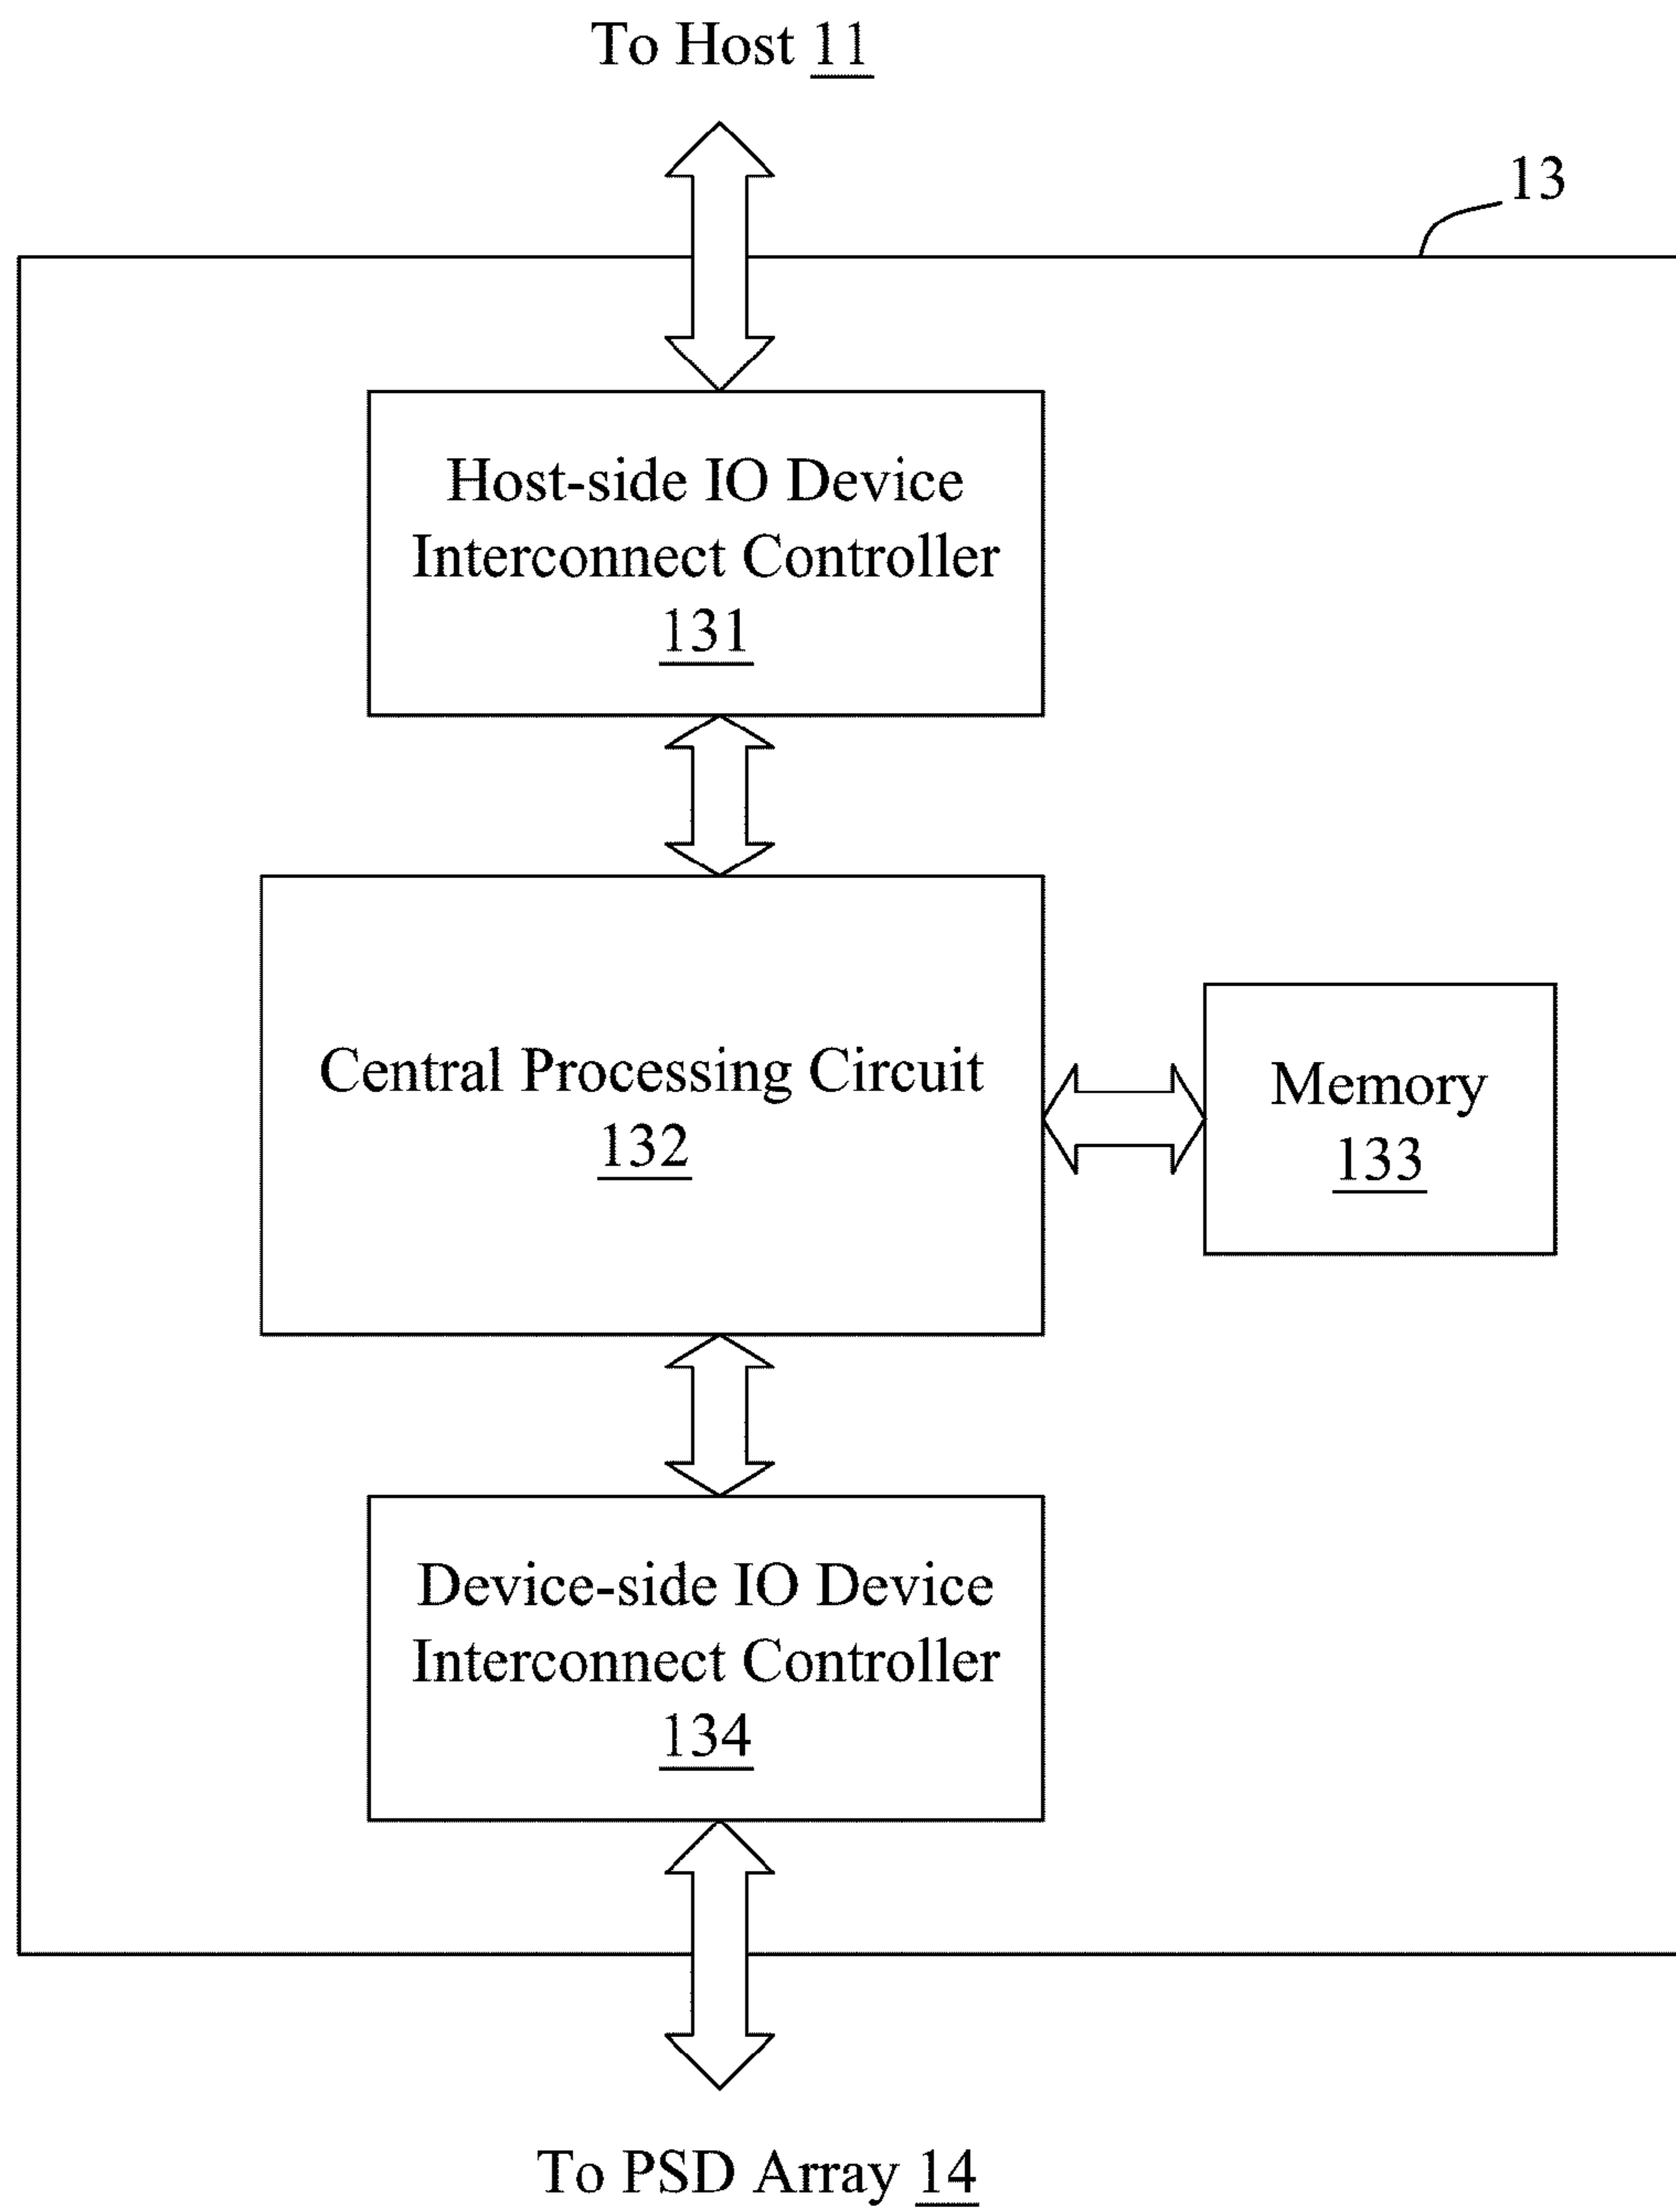 To Host 11
13
Host-side IO Device
Interconnect Controller
131
Central Processing Circuit
132
Memory
133
Device-side IO Device
Interconnect Controller
134
To PSD Array 14